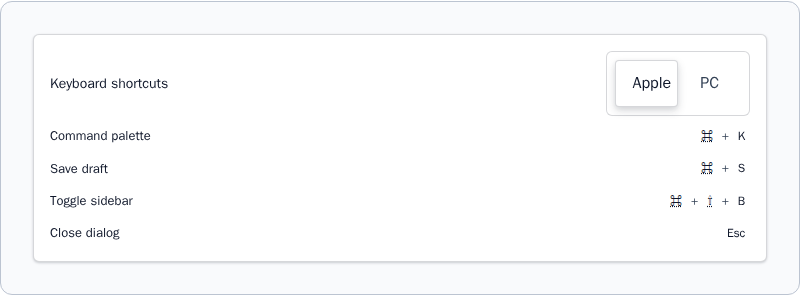 Keyboard shortcuts Apple PC
Command palette ⌘ + K
Save draft ⌘ + S
Toggle sidebar ⌘ + ⇧ + B
Close dialog Esc